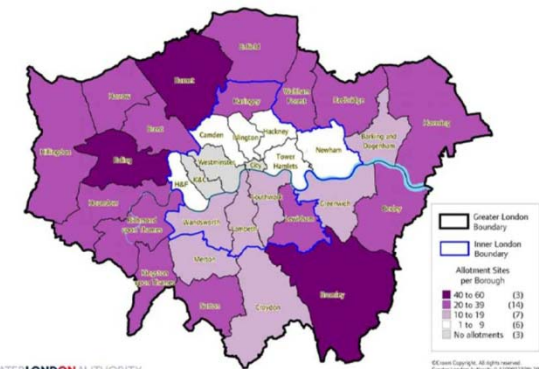 Enfield
Barnet
Harrow
Haringey
Waltham
Forest
Redbridge
Havering
Brent
Camden
Islington
Hackney
Barking and
Dagenham
Hillingdon
Ealing
Westminster
City
Tower
Hamlets
Newham
H&F
K&C
Southwark
Greenwich
Bexley
Hounslow
Richmond
upon Thames
Wandsworth
Lambeth
Lewisham
Merton
Kingston
upon Thames
Sutton
Croydon
Bromley
Greater London
Boundary
Inner London
Boundary
Allotment Sites
per Borough
40 to 60 (3)
20 to 39 (14)
10 to 19 (7)
1 to 9 (6)
No allotments (3)
©Crown Copyright. All rights reserved.
LONDON AUTHORITY